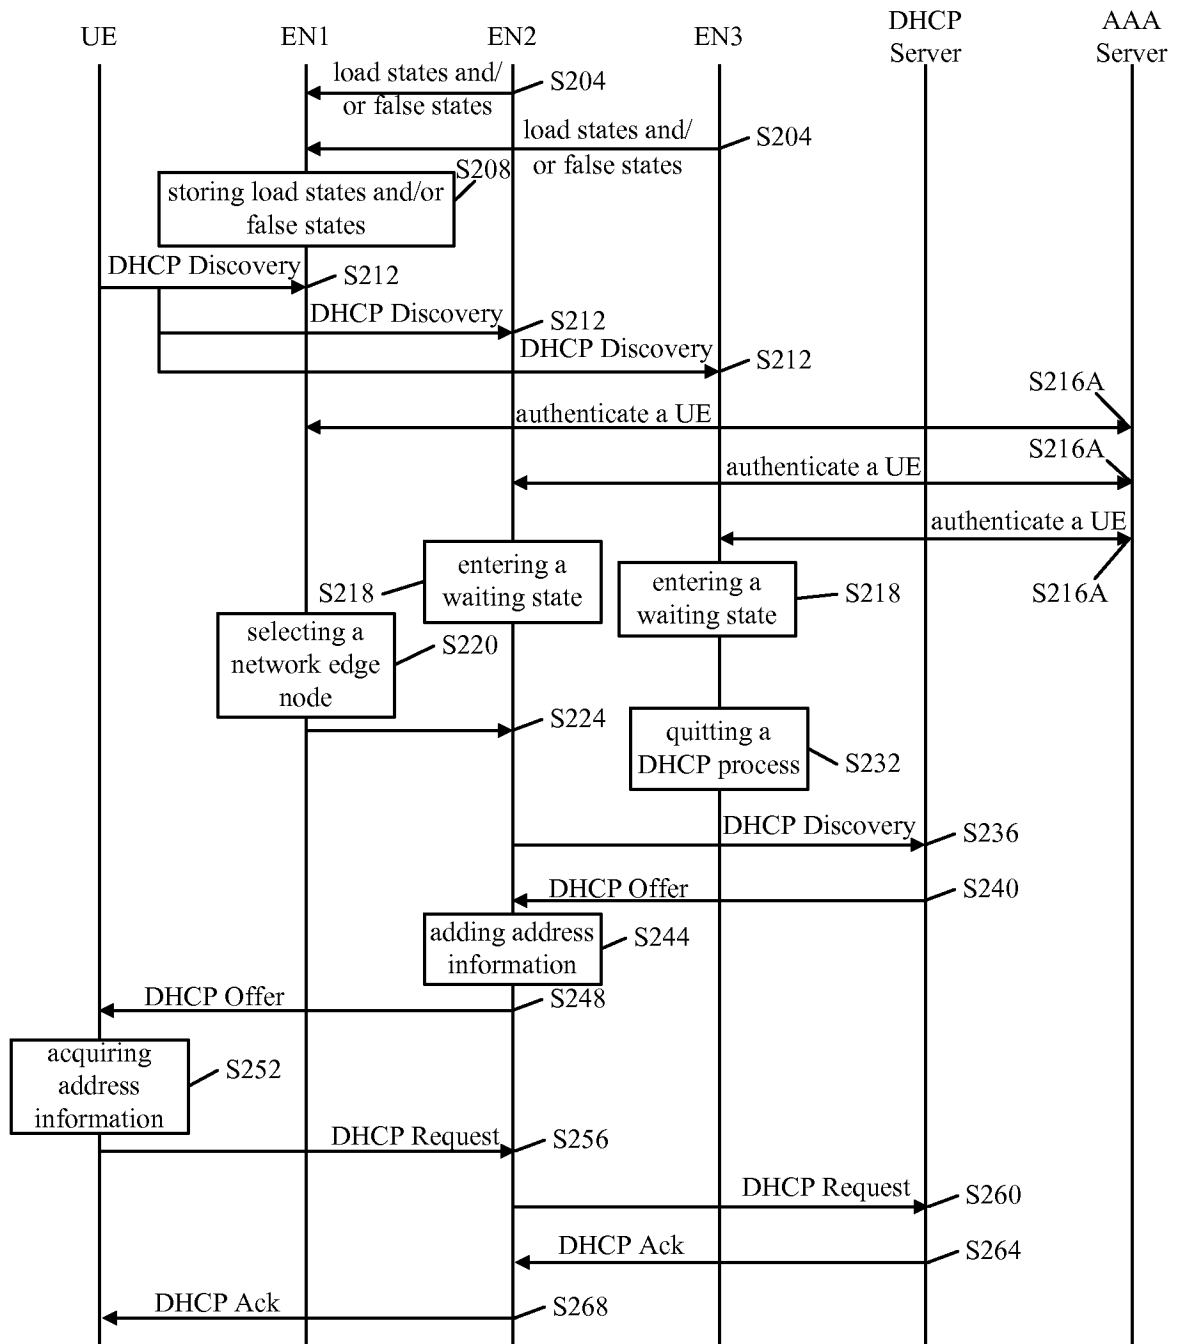 UE
EN1
EN2
EN3
DHCP
Server
AAA
Server
load states and/
or false states
S204
load states and/
or false states
S204
S208
storing load states and/or
false states
DHCP Discovery
S212
DHCP Discovery
S212
DHCP Discovery
S212
S216A
authenticate a UE
S216A
authenticate a UE
authenticate a UE
S216A
entering a
waiting state
S218
entering a
waiting state
S218
selecting a
network edge
node
S220
S224
quitting a
DHCP process
S232
DHCP Discovery
S236
DHCP Offer
S240
adding address
information
S244
DHCP Offer
S248
acquiring
address
information
S252
DHCP Request
S256
DHCP Request
S260
DHCP Ack
S264
DHCP Ack
S268